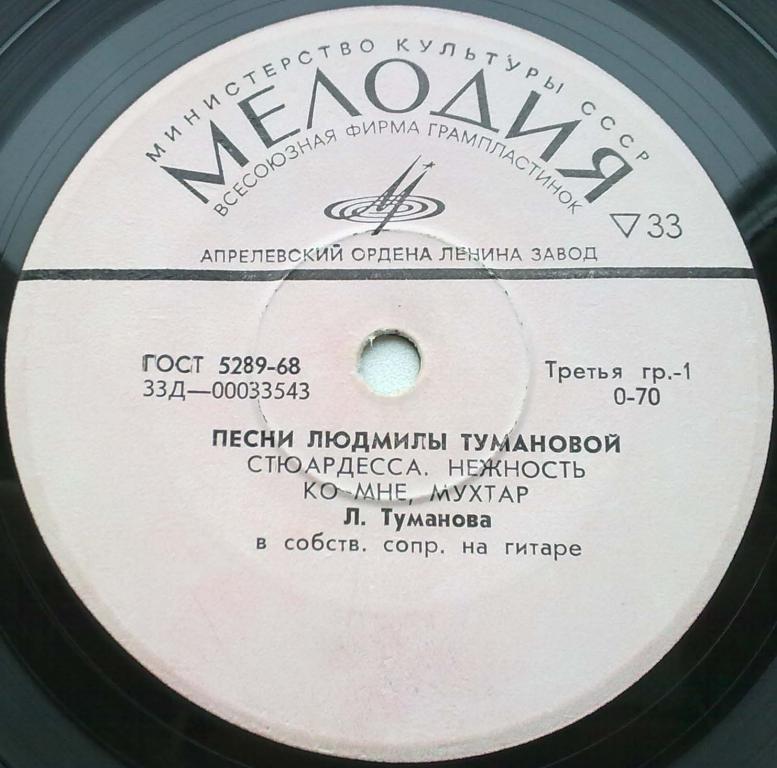 МИНИСТЕРСТВО КУЛЬТУРЫ СССР
МЕЛОДИЯ
ВСЕСОЮЗНАЯ ФИРМА ГРАМПЛАСТИНОК
▽33
АПРЕЛЕВСКИЙ ОРДЕНА ЛЕНИНА ЗАВОД
ГОСТ 5289-68 Третья гр.-1
33Д—00033543 0-70
ПЕСНИ ЛЮДМИЛЫ ТУМАНОВОЙ
СТЮАРДЕССА. НЕЖНОСТЬ
КО МНЕ, МУХТАР
Л. Туманова
в собств. сопр. на гитаре